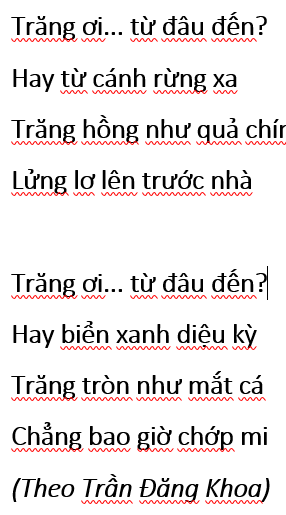 Trăng ơi... từ đâu đến?
Hay từ cánh rừng xa
Trăng hồng như quả
Lửng lơ lên trước nhà
Trăng ơi... từ đâu đến?
Hay biển xanh diệu kỳ
Trăng tròn như mắt cá
Chẳng bao giờ chớp mi
(Theo Trần Đăng Khoa)